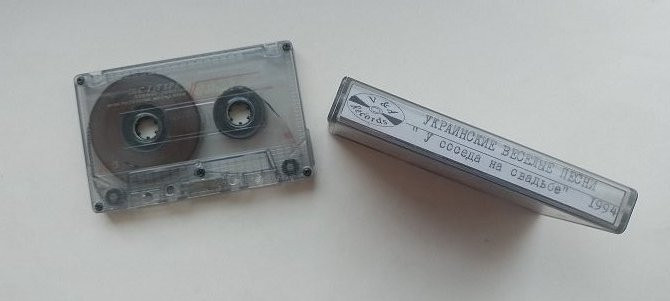 V & J
Records
УКРАИНСКИЕ ВЕСЕЛЫЕ ПЕСНИ
"У соседа на свадьбе" 1994